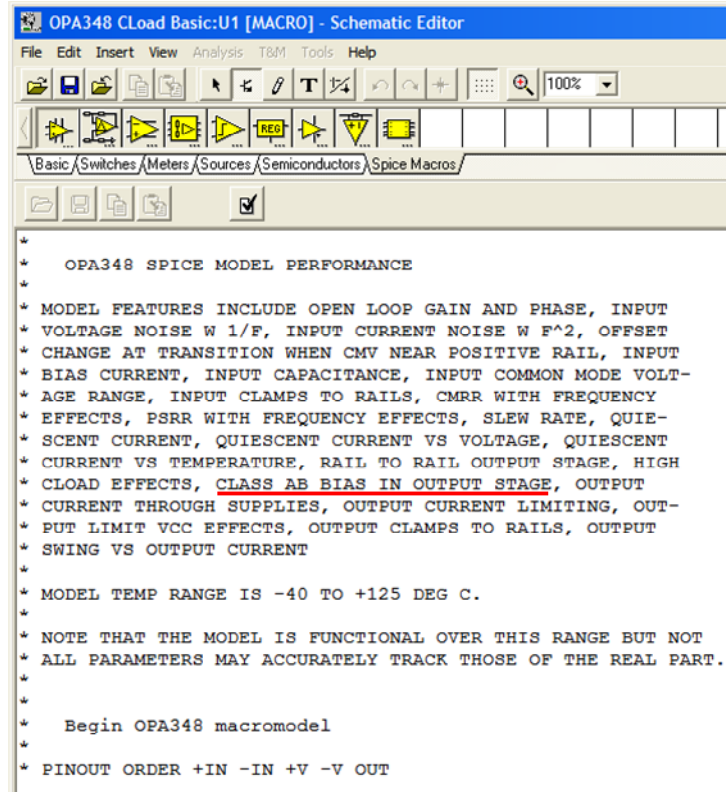 OPA348 CLoad Basic:U1 [MACRO] - Schematic Editor
File Edit Insert View Analysis T&M Tools Help
T 100%
REG
Basic Switches Meters Sources Semiconductors Spice Macros
*
* OPA348 SPICE MODEL PERFORMANCE
*
* MODEL FEATURES INCLUDE OPEN LOOP GAIN AND PHASE, INPUT
* VOLTAGE NOISE W 1/F, INPUT CURRENT NOISE W F^2, OFFSET
* CHANGE AT TRANSITION WHEN CMV NEAR POSITIVE RAIL, INPUT
* BIAS CURRENT, INPUT CAPACITANCE, INPUT COMMON MODE VOLT-
* AGE RANGE, INPUT CLAMPS TO RAILS, CMRR WITH FREQUENCY
* EFFECTS, PSRR WITH FREQUENCY EFFECTS, SLEW RATE, QUIE-
* SCENT CURRENT, QUIESCENT CURRENT VS VOLTAGE, QUIESCENT
* CURRENT VS TEMPERATURE, RAIL TO RAIL OUTPUT STAGE, HIGH
* CLOAD EFFECTS, CLASS AB BIAS IN OUTPUT STAGE, OUTPUT
* CURRENT THROUGH SUPPLIES, OUTPUT CURRENT LIMITING, OUT-
* PUT LIMIT VCC EFFECTS, OUTPUT CLAMPS TO RAILS, OUTPUT
* SWING VS OUTPUT CURRENT
*
* MODEL TEMP RANGE IS -40 TO +125 DEG C.
*
* NOTE THAT THE MODEL IS FUNCTIONAL OVER THIS RANGE BUT NOT
* ALL PARAMETERS MAY ACCURATELY TRACK THOSE OF THE REAL PART.
*
*
* Begin OPA348 macromodel
*
* PINOUT ORDER +IN -IN +V -V OUT